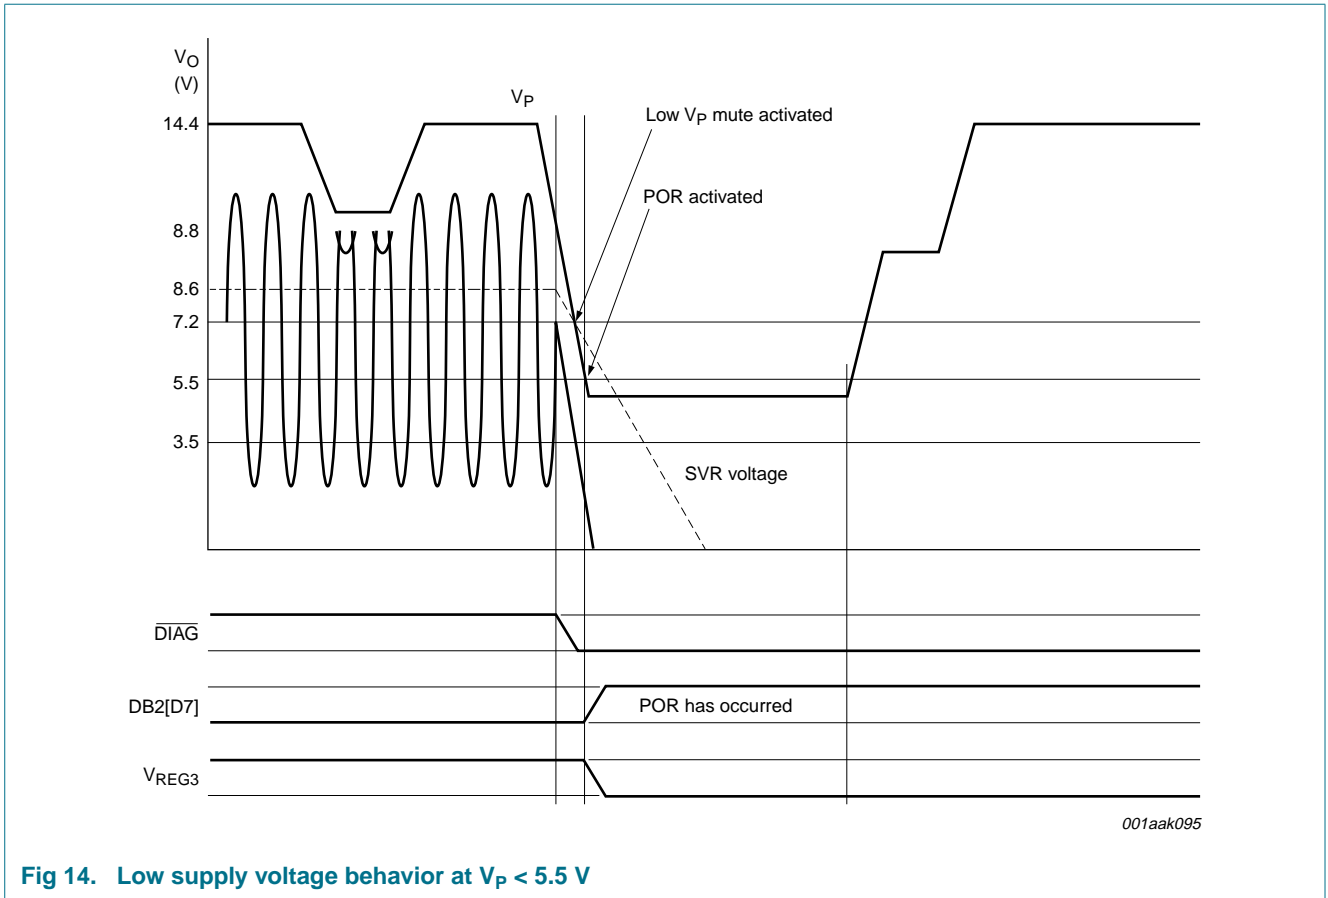 VO
(V)
VP
14.4
Low VP mute activated
POR activated
8.8
8.6
7.2
5.5
3.5
SVR voltage
DIAG
DB2[D7]
POR has occurred
VREG3
001aak095
Fig 14. Low supply voltage behavior at VP < 5.5 V